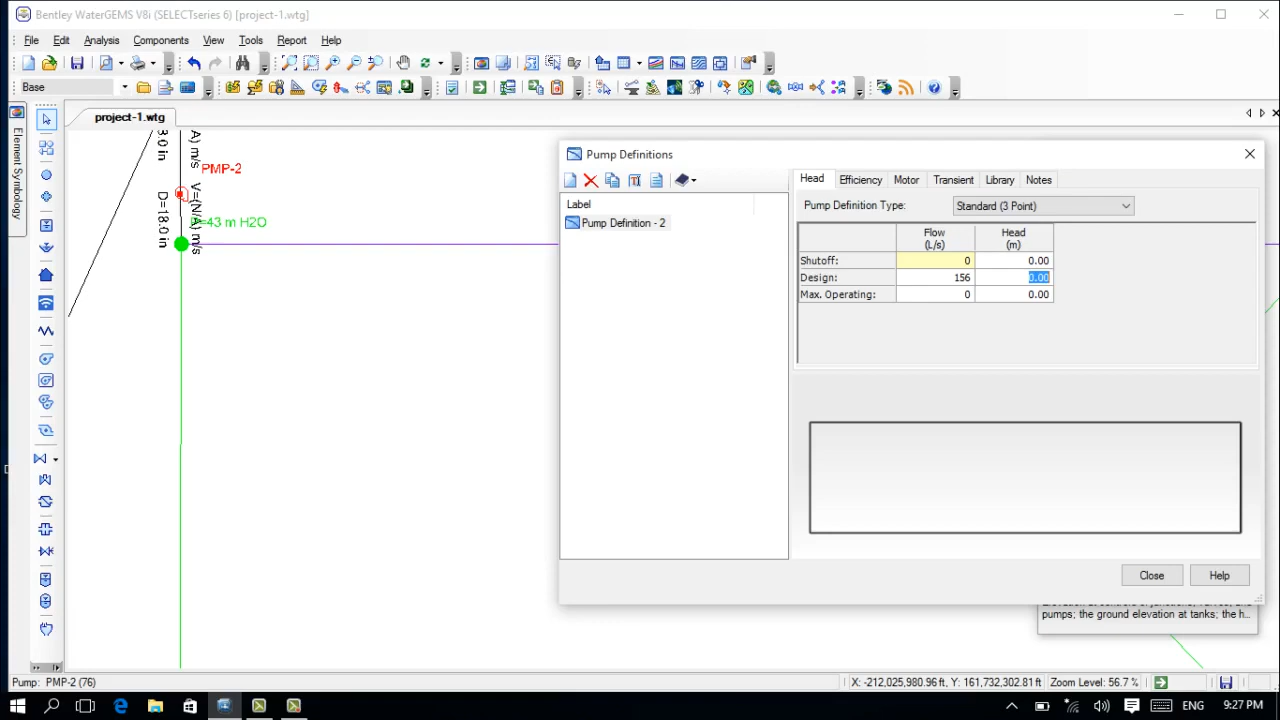 Bentley WaterGEMS V8i (SELECTseries 6) [project-1.wtg]
File Edit Analysis Components View Tools Report Help
Base
project-1.wtg
Element Symbology
3.0 in
A) m/s
PMP-2
D=18.0 in
V=(N/A) m/s
P=43 m H2O
Pump Definitions
Label
Pump Definition - 2
Head Efficiency Motor Transient Library Notes
Pump Definition Type: Standard (3 Point)
Flow (L/s) Head (m)
Shutoff: 0 0.00
Design: 156 0.00
Max. Operating: 0 0.00
Close Help
pumps; the ground elevation at tanks; the h...
Pump: PMP-2 (76)
X: -212,025,980.96 ft, Y: 161,732,302.81 ft Zoom Level: 56.7 %
ENG 9:27 PM